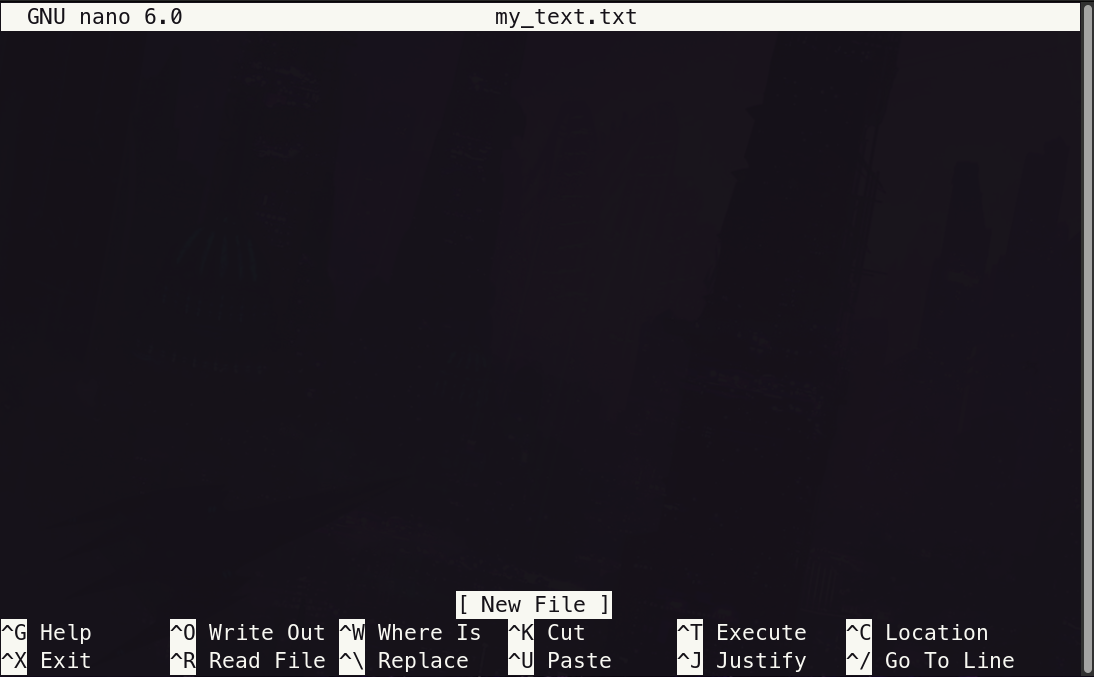 GNU nano 6.0 my_text.txt
[ New File ]
^G Help ^O Write Out ^W Where Is ^K Cut ^T Execute ^C Location
^X Exit ^R Read File ^\ Replace ^U Paste ^J Justify ^/ Go To Line